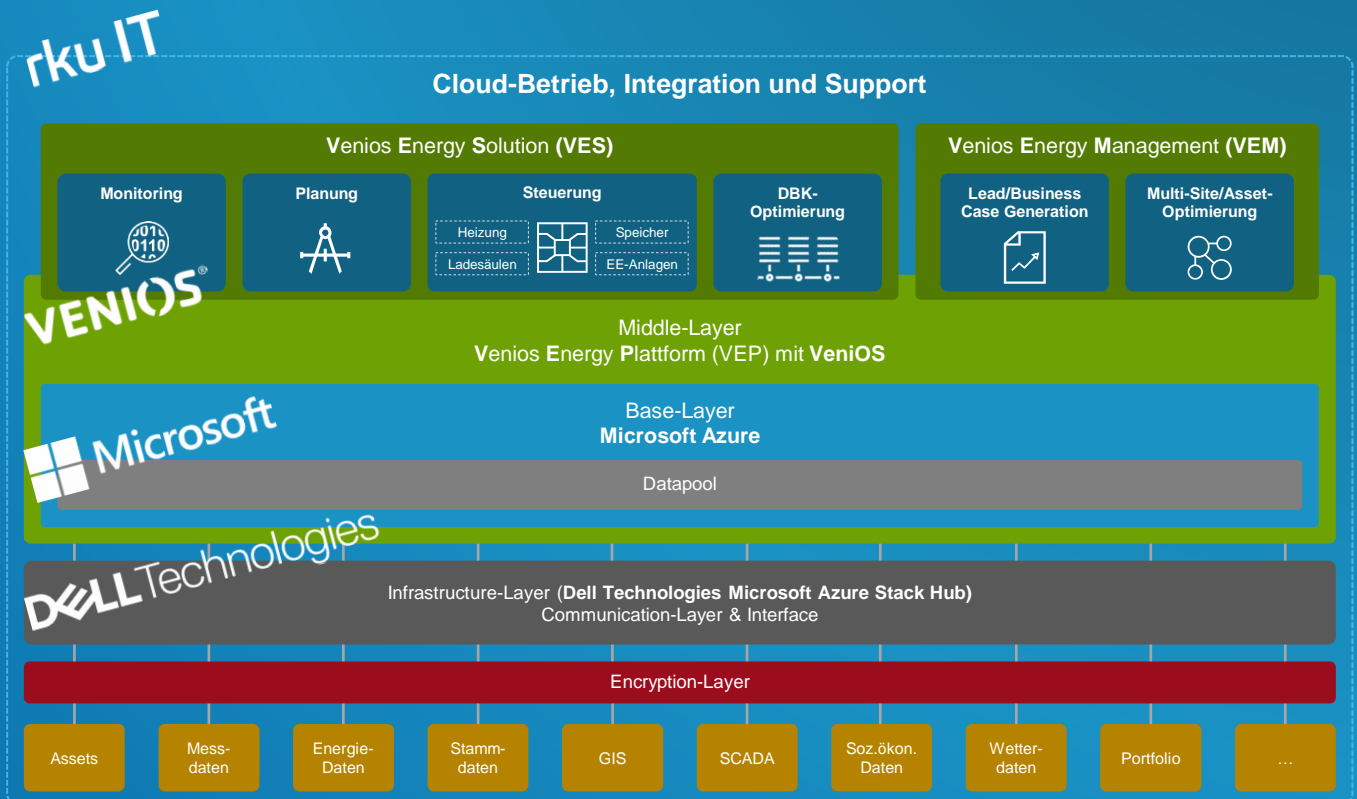 rku IT
Cloud-Betrieb, Integration und Support
Venios Energy Solution (VES)
Monitoring
Planung
Steuerung
Heizung
Speicher
Ladesäulen
EE-Anlagen
DBK-
Optimierung
Venios Energy Management (VEM)
Lead/Business
Case Generation
Multi-Site/Asset-
Optimierung
VENIOS®
Middle-Layer
Venios Energy Plattform (VEP) mit VeniOS
Microsoft
Base-Layer
Microsoft Azure
Datapool
DELL Technologies
Infrastructure-Layer (Dell Technologies Microsoft Azure Stack Hub)
Communication-Layer & Interface
Encryption-Layer
Assets
Mess-
daten
Energie-
Daten
Stamm-
daten
GIS
SCADA
Soz.ökon.
Daten
Wetter-
daten
Portfolio
…